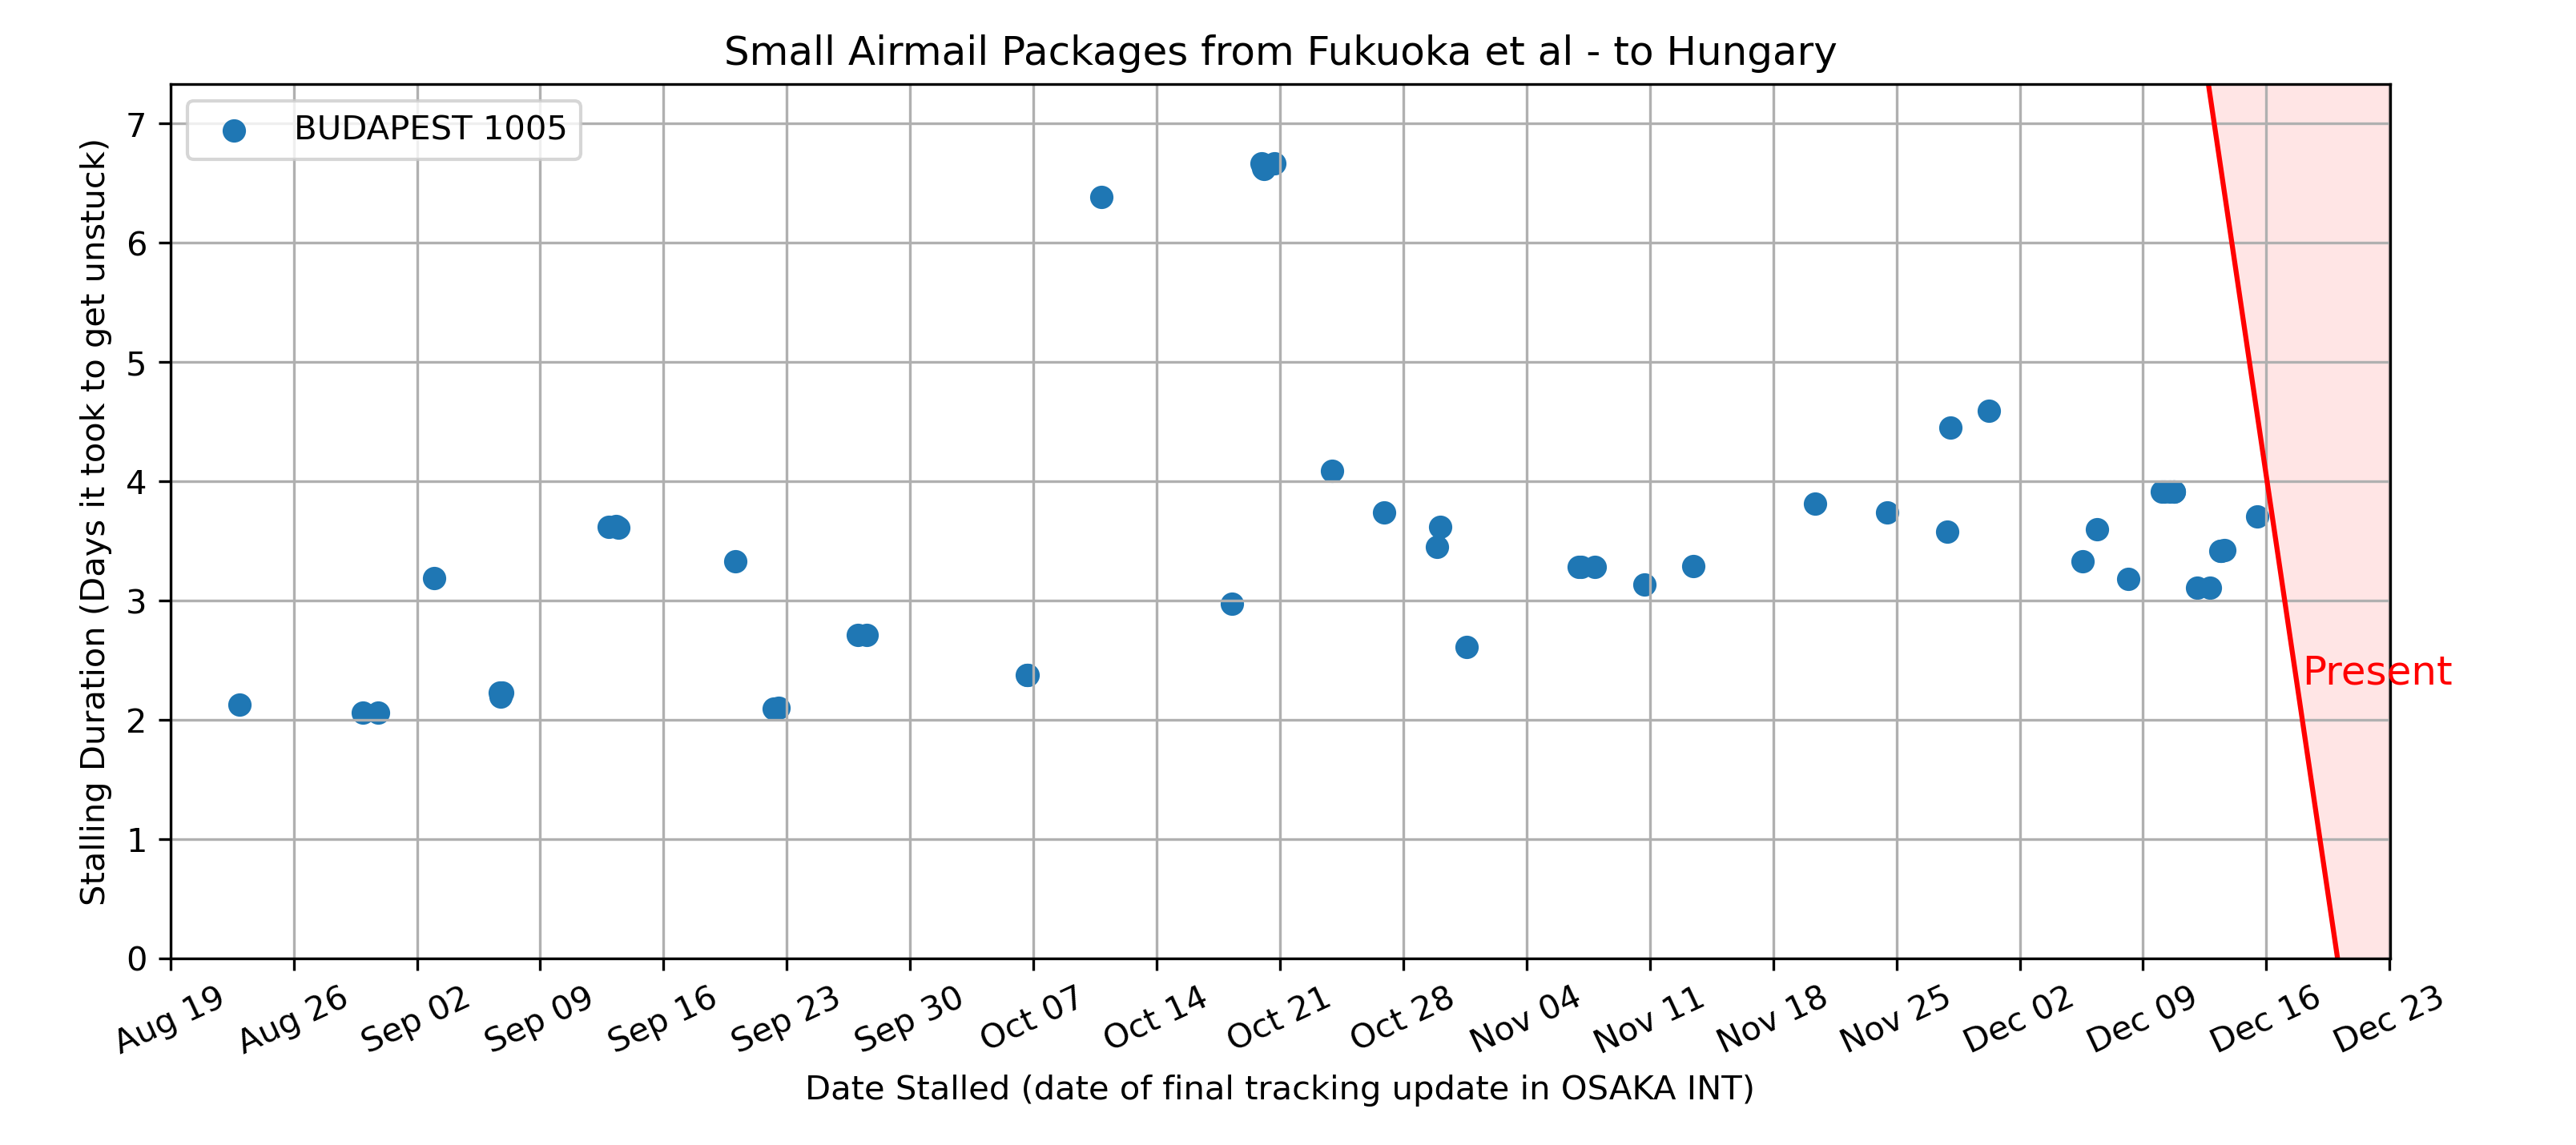 Small Airmail Packages from Fukuoka et al - to Hungary
BUDAPEST 1005
Stalling Duration (Days it took to get unstuck)
7
6
5
4
3
2
1
0
Present
Aug 19 Aug 26 Sep 02 Sep 09 Sep 16 Sep 23 Sep 30 Oct 07 Oct 14 Oct 21 Oct 28 Nov 04 Nov 11 Nov 18 Nov 25 Dec 02 Dec 09 Dec 16 Dec 23
Date Stalled (date of final tracking update in OSAKA INT)